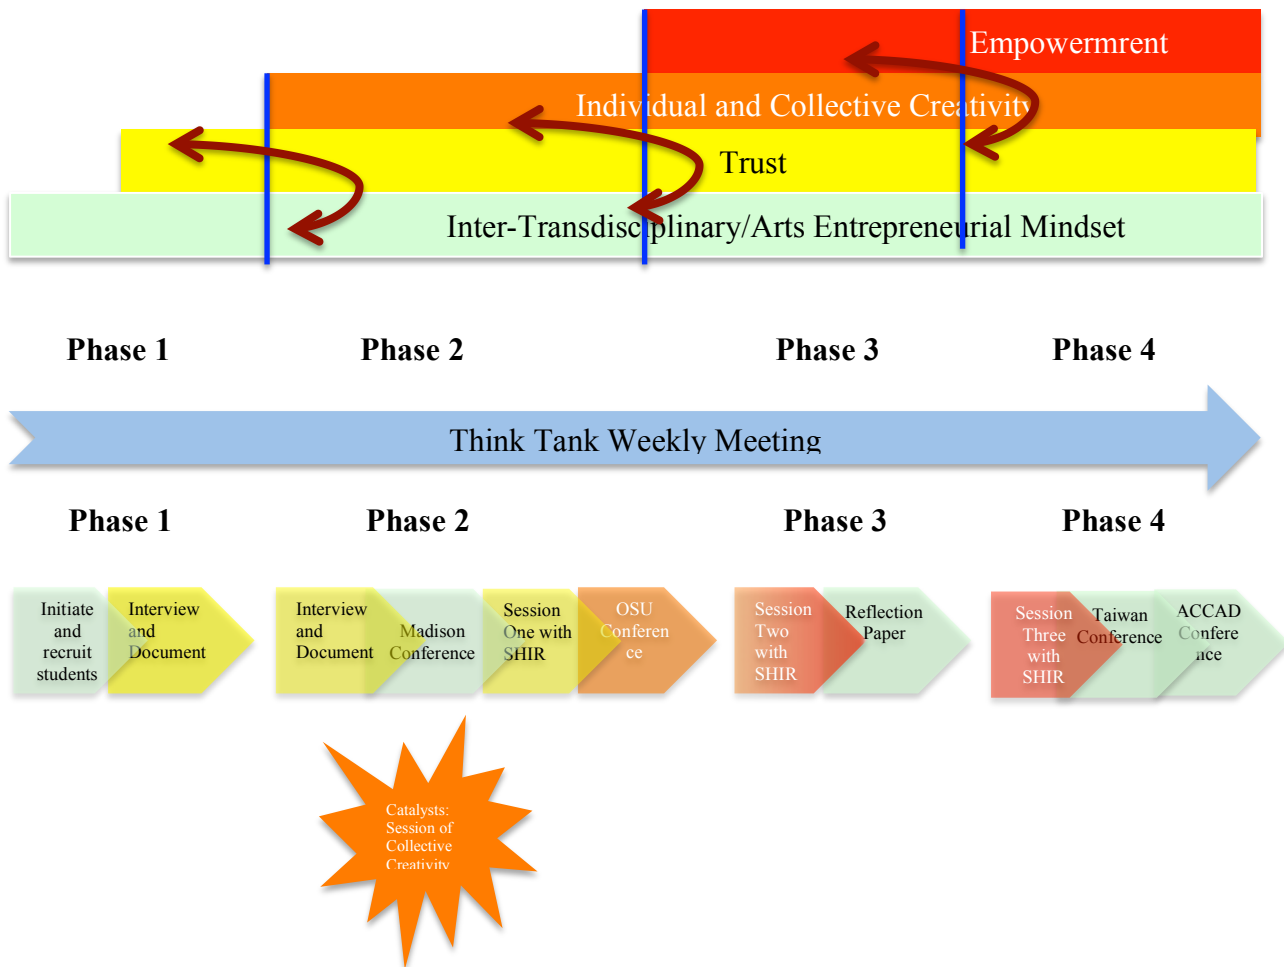 Empowermrent
Individual and Collective Creativity
Trust
Inter-Transdisciplinary/Arts Entrepreneurial Mindset
Phase 1
Phase 2
Phase 3
Phase 4
Think Tank Weekly Meeting
Phase 1
Phase 2
Phase 3
Phase 4
Initiate
and
recruit
students
Interview
and
Document
Interview
and
Document
Madison
Conference
Session
One with
SHIR
OSU
Conferen
ce
Session
Two
with
SHIR
Reflection
Paper
Session
Three
with
SHIR
Taiwan
Conference
ACCAD
Confere
nce
Catalysts:
Session of
Collective
Creativity